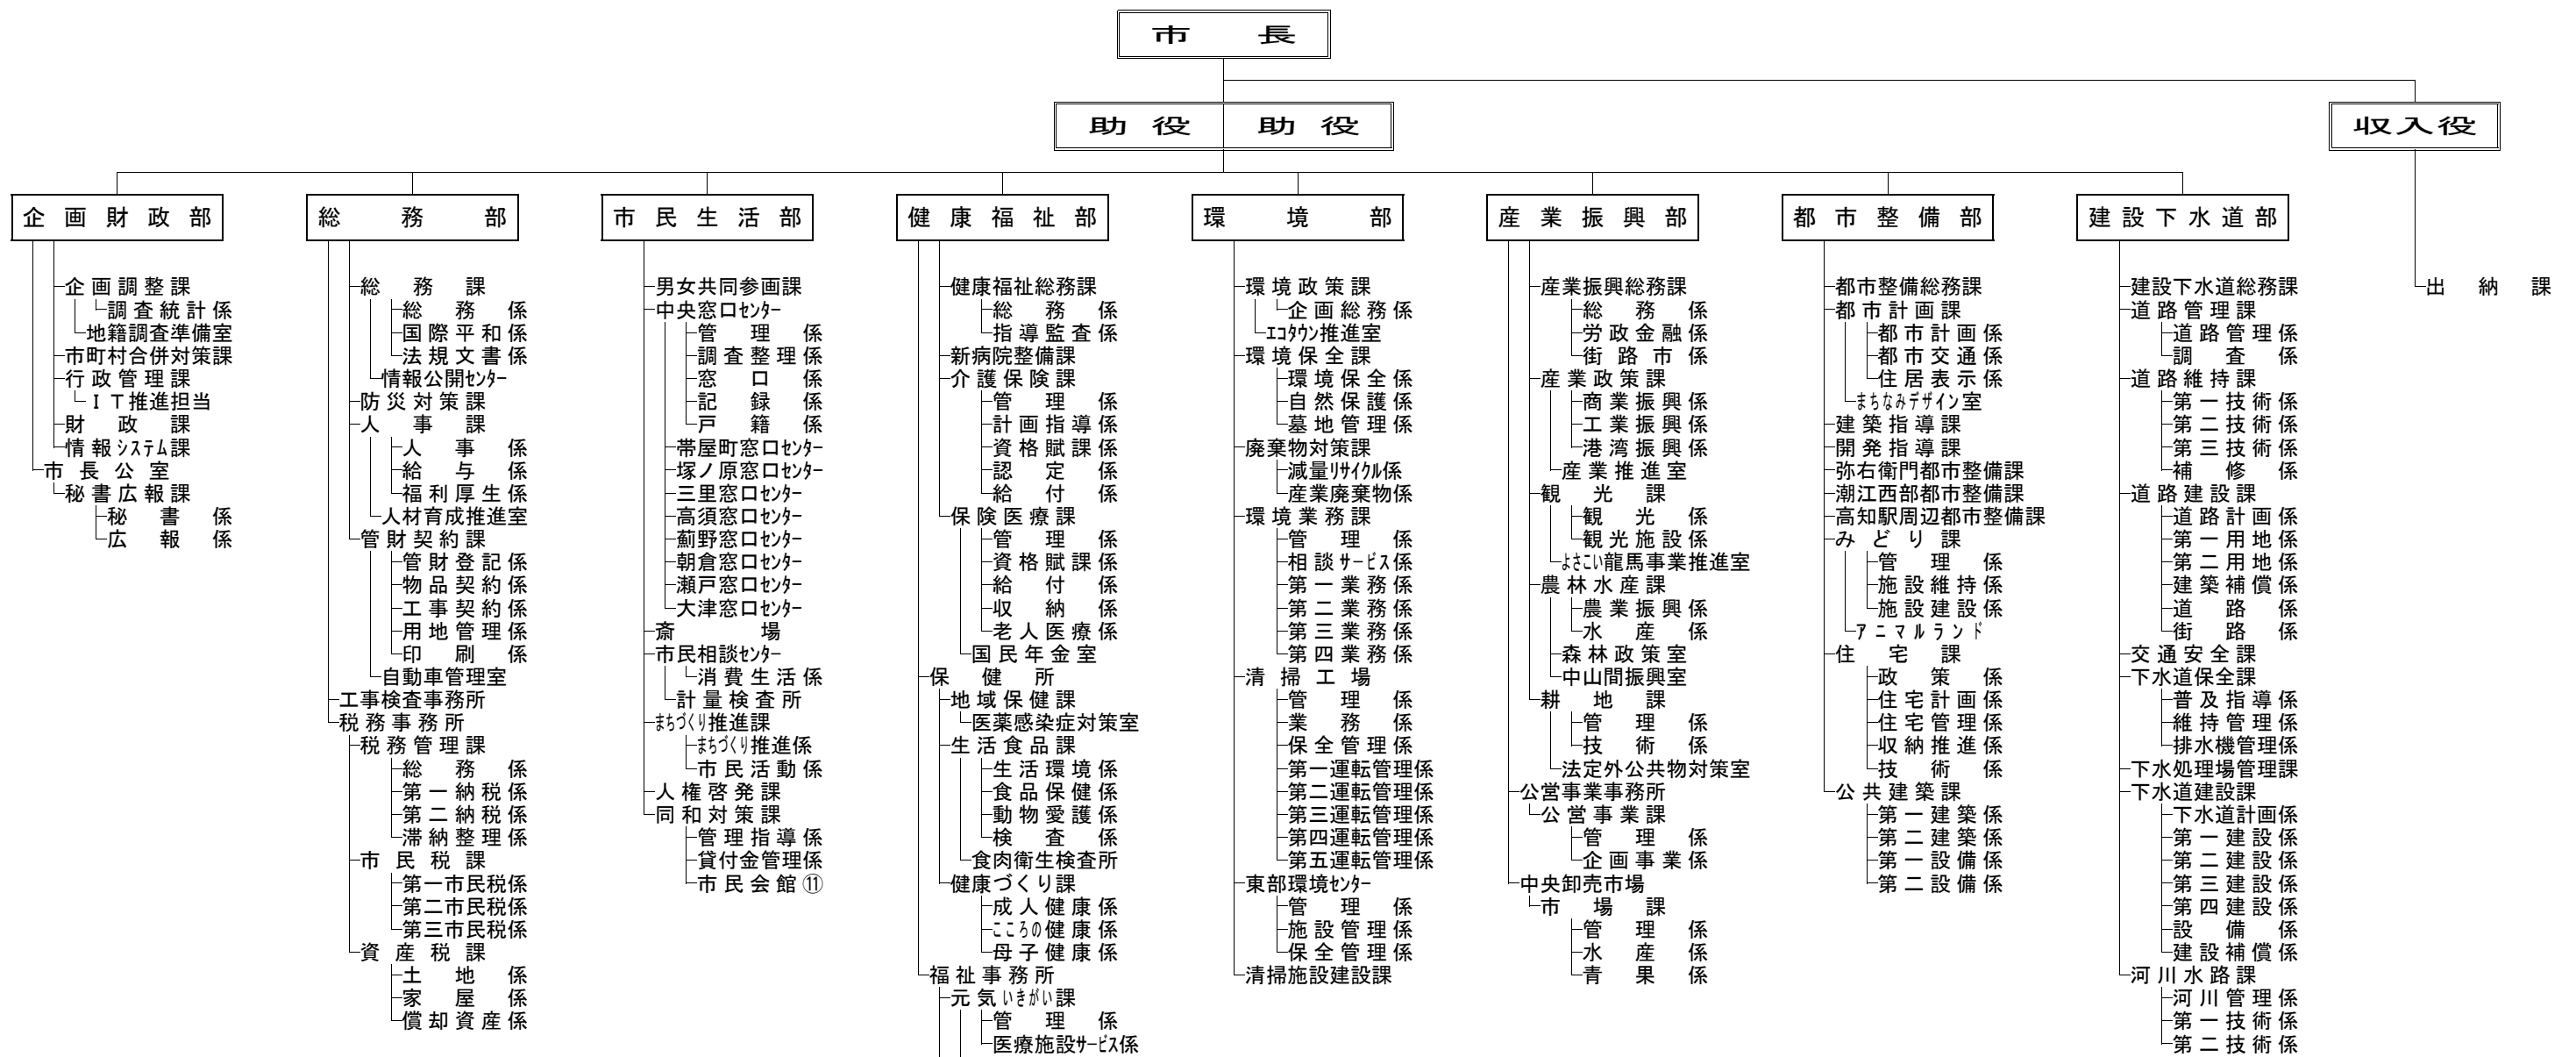 市長
助役 助役
収入役
企画財政部
企画調整課
調査統計係
地籍調査準備室
市町村合併対策課
行政管理課
ＩＴ推進担当
財政課
情報システム課
市長公室
秘書広報課
秘書係
広報係
総務部
総務課
総務係
国際平和係
法規文書係
情報公開センター
防災対策課
人事課
人事係
給与係
福利厚生係
人材育成推進室
管財契約課
管財登記係
物品契約係
工事契約係
用地管理係
印刷係
自動車管理室
工事検査事務所
税務事務所
税務管理課
総務係
第一納税係
第二納税係
滞納整理係
市民税課
第一市民税係
第二市民税係
第三市民税係
資産税課
土地係
家屋係
償却資産係
市民生活部
男女共同参画課
中央窓口センター
管理係
調査整理係
窓口係
記録係
戸籍係
帯屋町窓口センター
塚ノ原窓口センター
三里窓口センター
高須窓口センター
薊野窓口センター
朝倉窓口センター
瀬戸窓口センター
大津窓口センター
斎場
市民相談センター
消費生活係
計量検査所
まちづくり推進課
まちづくり推進係
市民活動係
人権啓発課
同和対策課
管理指導係
貸付金管理係
市民会館⑪
健康福祉部
健康福祉総務課
総務係
指導監査係
新病院整備課
介護保険課
管理係
計画指導係
資格賦課係
認定係
給付係
保険医療課
管理係
資格賦課係
給付係
収納係
老人医療係
国民年金室
保健所
地域保健課
医薬感染症対策室
生活食品課
生活環境係
食品保健係
動物愛護係
検査係
食肉衛生検査所
健康づくり課
成人健康係
こころの健康係
母子健康係
福祉事務所
元気いきがい課
管理係
医療施設サービス係
環境部
環境政策課
企画総務係
エコタウン推進室
環境保全課
環境保全係
自然保護係
墓地管理係
廃棄物対策課
減量リサイクル係
産業廃棄物係
環境業務課
管理係
相談サービス係
第一業務係
第二業務係
第三業務係
第四業務係
清掃工場
管理係
業務係
保全管理係
第一運転管理係
第二運転管理係
第三運転管理係
第四運転管理係
第五運転管理係
東部環境センター
管理係
施設管理係
保全管理係
清掃施設建設課
産業振興部
産業振興総務課
総務係
労政金融係
街路市係
産業政策課
商業振興係
工業振興係
港湾振興係
産業推進室
観光課
観光係
観光施設係
よさこい龍馬事業推進室
農林水産課
農業振興係
水産係
森林政策室
中山間振興室
耕地課
管理係
技術係
法定外公共物対策室
公営事業事務所
公営事業課
管理係
企画事業係
中央卸売市場
市場課
管理係
水産係
青果係
都市整備部
都市整備総務課
都市計画課
都市計画係
都市交通係
住居表示係
まちなみデザイン室
建築指導課
開発指導課
弥右衛門都市整備課
潮江西部都市整備課
高知駅周辺都市整備課
みどり課
管理係
施設維持係
施設建設係
アニマルランド
住宅課
政策係
住宅計画係
住宅管理係
収納推進係
技術係
公共建築課
第一建築係
第二建築係
第一設備係
第二設備係
建設下水道部
建設下水道総務課
道路管理課
道路管理係
調査係
道路維持課
第一技術係
第二技術係
第三技術係
補修係
道路建設課
道路計画係
第一用地係
第二用地係
建築補償係
道路係
街路係
交通安全課
下水道保全課
普及指導係
維持管理係
排水機管理係
下水処理場管理課
下水道建設課
下水道計画係
第一建設係
第二建設係
第三建設係
第四建設係
設備係
建設補償係
河川水路課
河川管理係
第一技術係
第二技術係
出納課